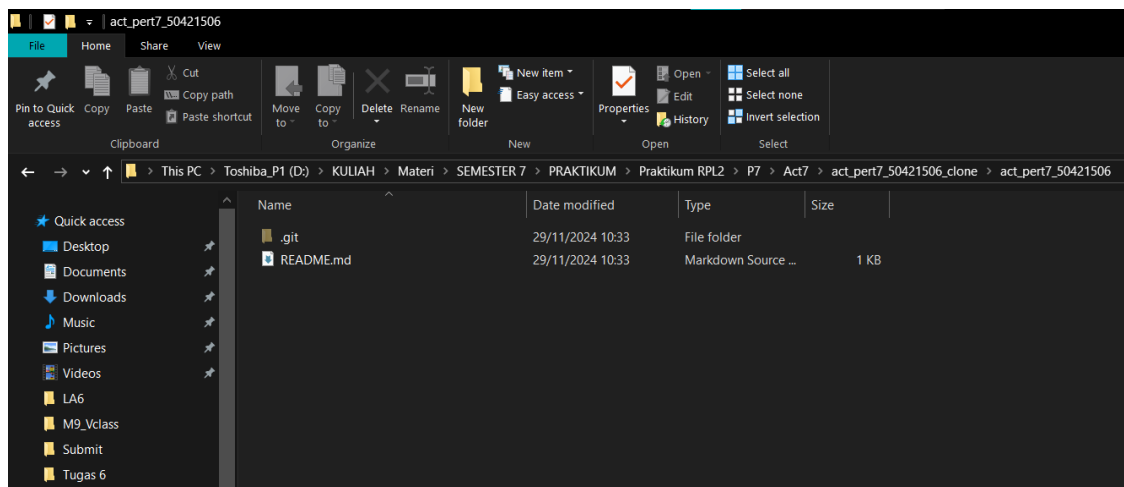 act_pert7_50421506
File Home Share View
Pin to Quick access
Copy
Paste
Cut
Copy path
Paste shortcut
Clipboard
Move to
Copy to
Delete
Rename
Organize
New folder
New item
Easy access
New
Properties
Open
Edit
History
Open
Select all
Select none
Invert selection
Select
This PC > Toshiba_P1 (D:) > KULIAH > Materi > SEMESTER 7 > PRAKTIKUM > Praktikum RPL2 > P7 > Act7 > act_pert7_50421506_clone > act_pert7_50421506
Quick access
Desktop
Documents
Downloads
Music
Pictures
Videos
LA6
M9_Vclass
Submit
Tugas 6
Name Date modified Type Size
.git 29/11/2024 10:33 File folder
README.md 29/11/2024 10:33 Markdown Source ... 1 KB